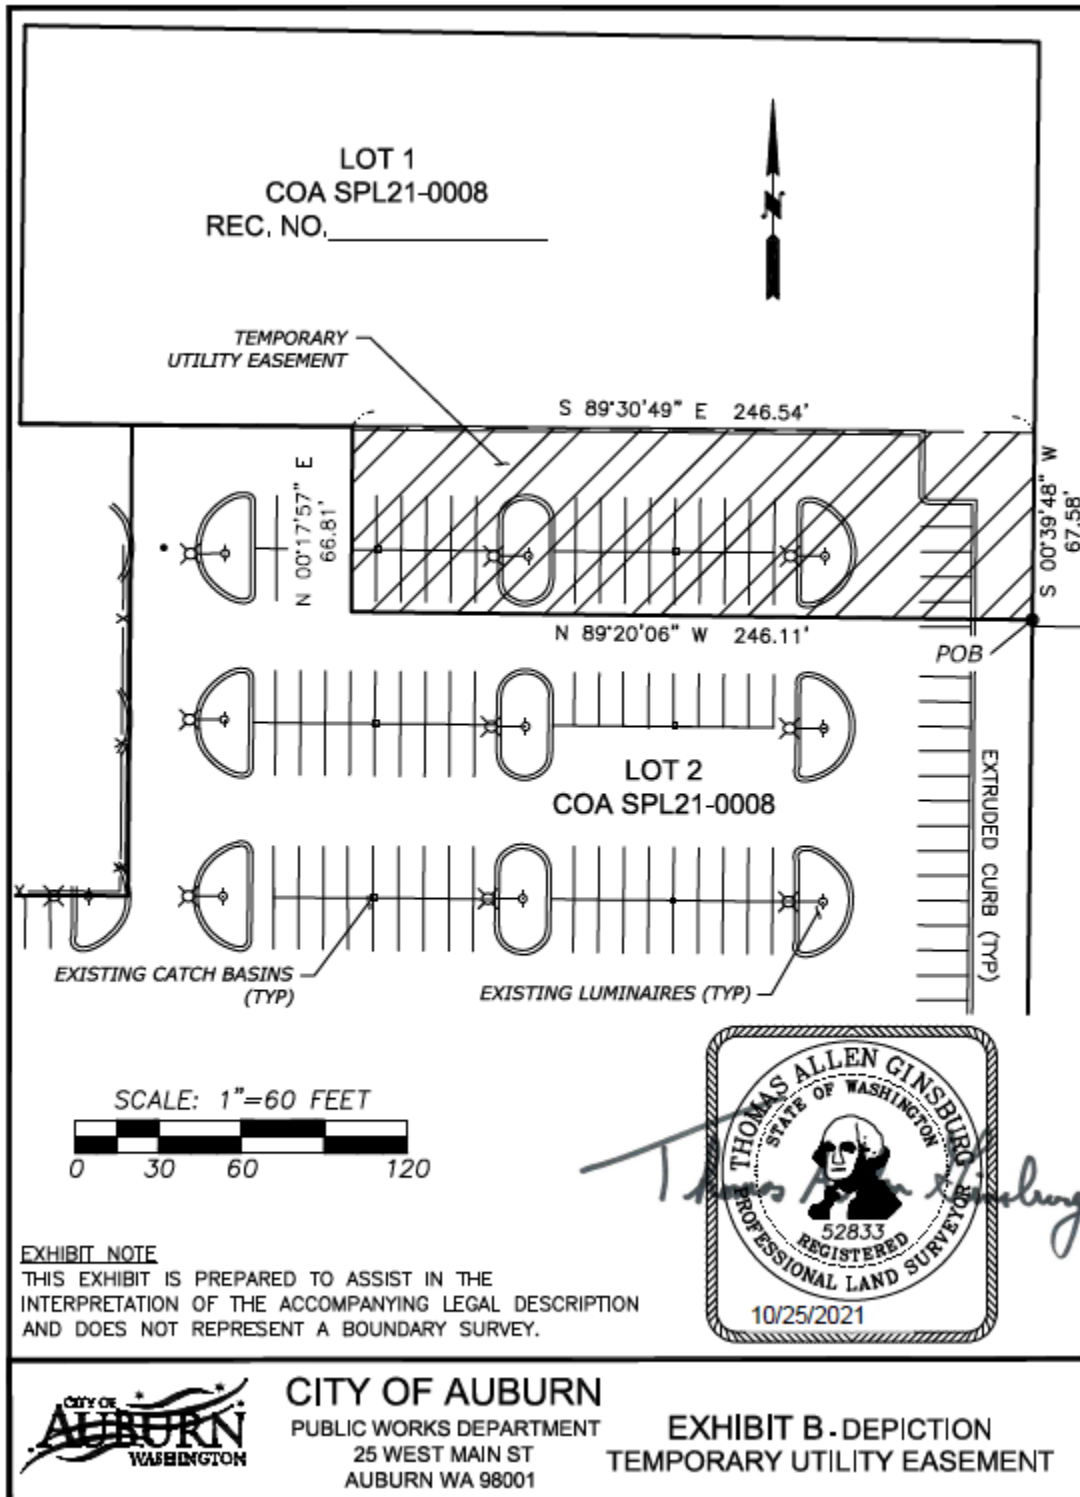 LOT 1
COA SPL21-0008
REC. NO.
N
TEMPORARY
UTILITY EASEMENT
S 89°30'49" E 246.54'
N 00°17'57" E
66.81'
S 00°39'48" W
67.58'
N 89°20'06" W 246.11'
POB
LOT 2
COA SPL21-0008
EXTRUDED CURB (TYP)
EXISTING CATCH BASINS
(TYP)
EXISTING LUMINAIRES (TYP)
SCALE: 1"=60 FEET
0 30 60 120
THOMAS ALLEN GINSBURG
STATE OF WASHINGTON
52833
REGISTERED
PROFESSIONAL LAND SURVEYOR
Thomas Allen Ginsburg
10/25/2021
EXHIBIT NOTE
THIS EXHIBIT IS PREPARED TO ASSIST IN THE
INTERPRETATION OF THE ACCOMPANYING LEGAL DESCRIPTION
AND DOES NOT REPRESENT A BOUNDARY SURVEY.
CITY OF
AUBURN
WASHINGTON
CITY OF AUBURN
PUBLIC WORKS DEPARTMENT
25 WEST MAIN ST
AUBURN WA 98001
EXHIBIT B - DEPICTION
TEMPORARY UTILITY EASEMENT